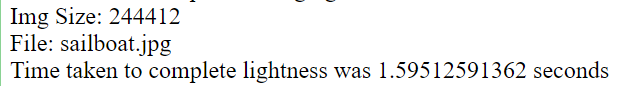 Img Size: 244412
File: sailboat.jpg
Time taken to complete lightness was 1.59512591362 seconds